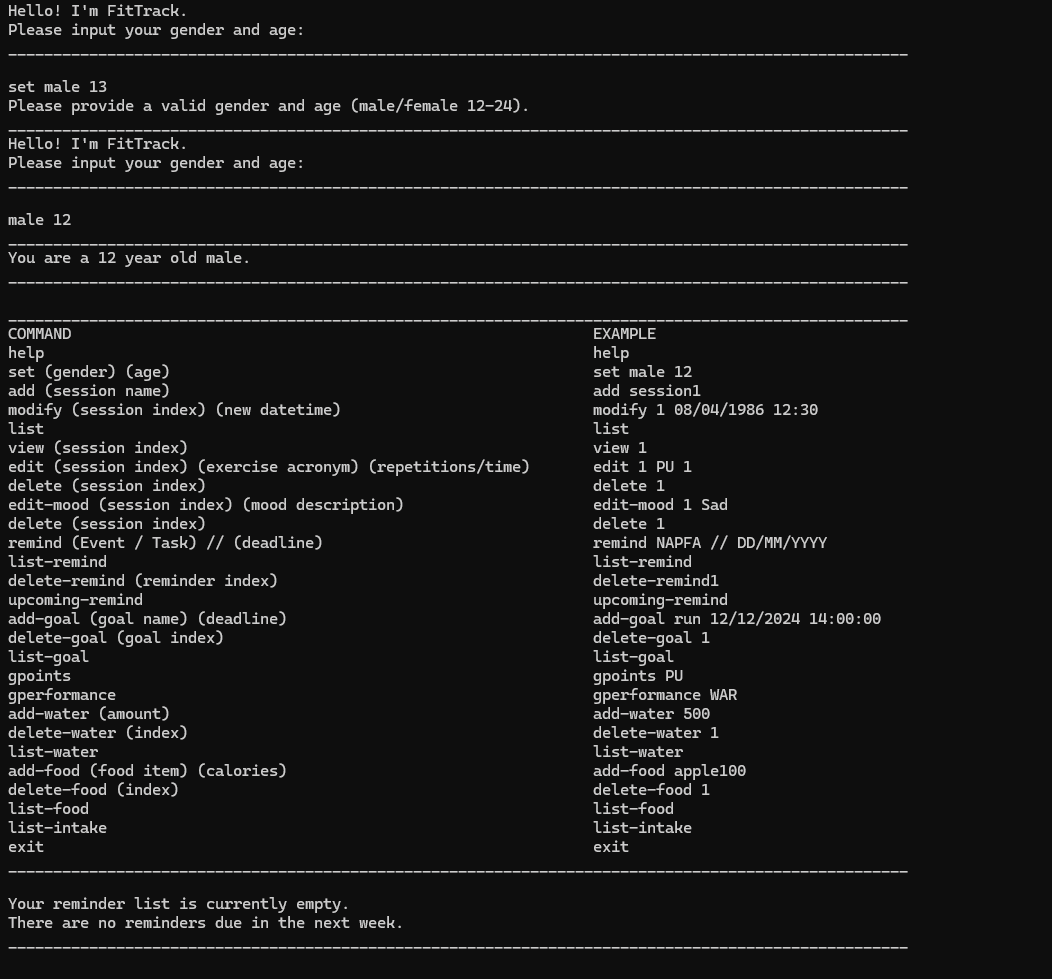 Hello! I'm FitTrack.
Please input your gender and age:
____________________________________________________________________________________________________
set male 13
Please provide a valid gender and age (male/female 12-24).
____________________________________________________________________________________________________
Hello! I'm FitTrack.
Please input your gender and age:
____________________________________________________________________________________________________
male 12
____________________________________________________________________________________________________
You are a 12 year old male.
____________________________________________________________________________________________________
____________________________________________________________________________________________________
COMMAND EXAMPLE
help help
set (gender) (age) set male 12
add (session name) add session1
modify (session index) (new datetime) modify 1 08/04/1986 12:30
list list
view (session index) view 1
edit (session index) (exercise acronym) (repetitions/time) edit 1 PU 1
delete (session index) delete 1
edit-mood (session index) (mood description) edit-mood 1 Sad
delete (session index) delete 1
remind (Event / Task) // (deadline) remind NAPFA // DD/MM/YYYY
list-remind list-remind
delete-remind (reminder index) delete-remind1
upcoming-remind upcoming-remind
add-goal (goal name) (deadline) add-goal run 12/12/2024 14:00:00
delete-goal (goal index) delete-goal 1
list-goal list-goal
gpoints gpoints PU
gperformance gperformance WAR
add-water (amount) add-water 500
delete-water (index) delete-water 1
list-water list-water
add-food (food item) (calories) add-food apple100
delete-food (index) delete-food 1
list-food list-food
list-intake list-intake
exit exit
____________________________________________________________________________________________________
Your reminder list is currently empty.
There are no reminders due in the next week.
____________________________________________________________________________________________________